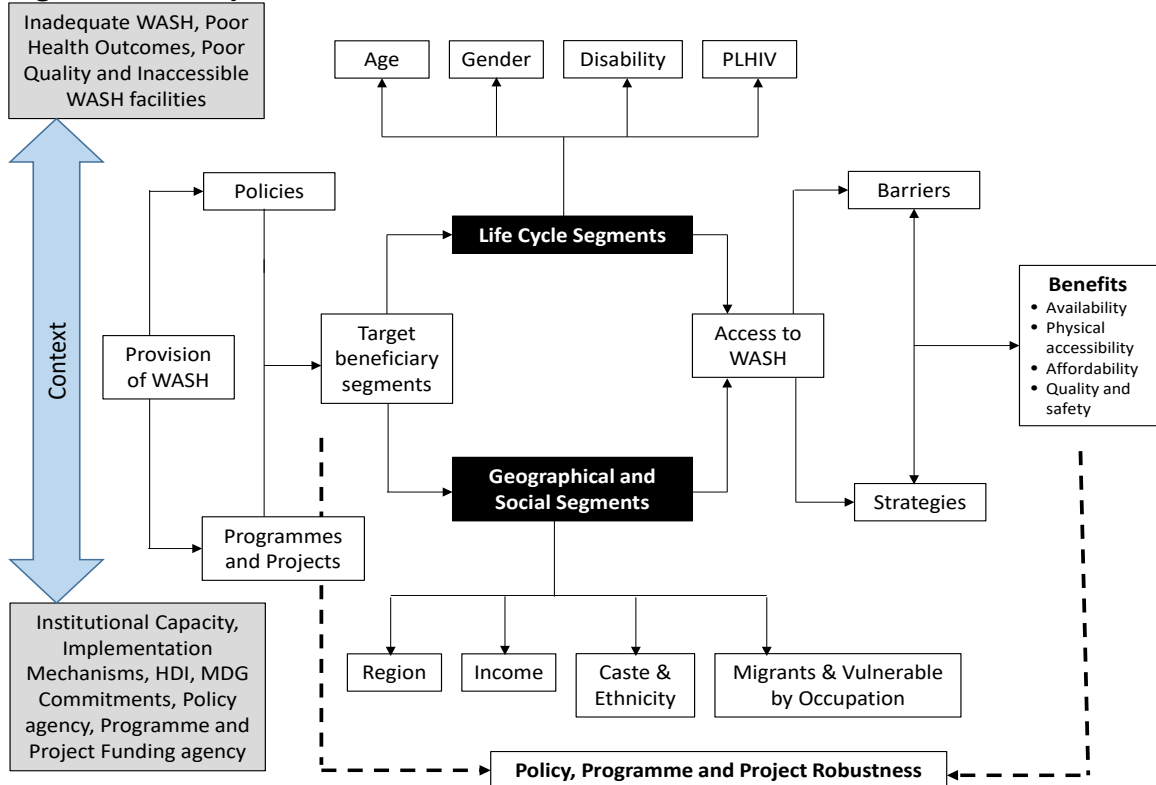 Inadequate WASH, Poor
Health Outcomes, Poor
Quality and Inaccessible
WASH facilities
Age
Gender
Disability
PLHIV
Policies
Barriers
Life Cycle Segments
Context
Provision
of WASH
Target
beneficiary
segments
Access to
WASH
Benefits
• Availability
• Physical
accessibility
• Affordability
• Quality and
safety
Geographical and
Social Segments
Strategies
Programmes
and Projects
Institutional Capacity,
Implementation
Mechanisms, HDI, MDG
Commitments, Policy
agency, Programme and
Project Funding agency
Region
Income
Caste &
Ethnicity
Migrants & Vulnerable
by Occupation
Policy, Programme and Project Robustness